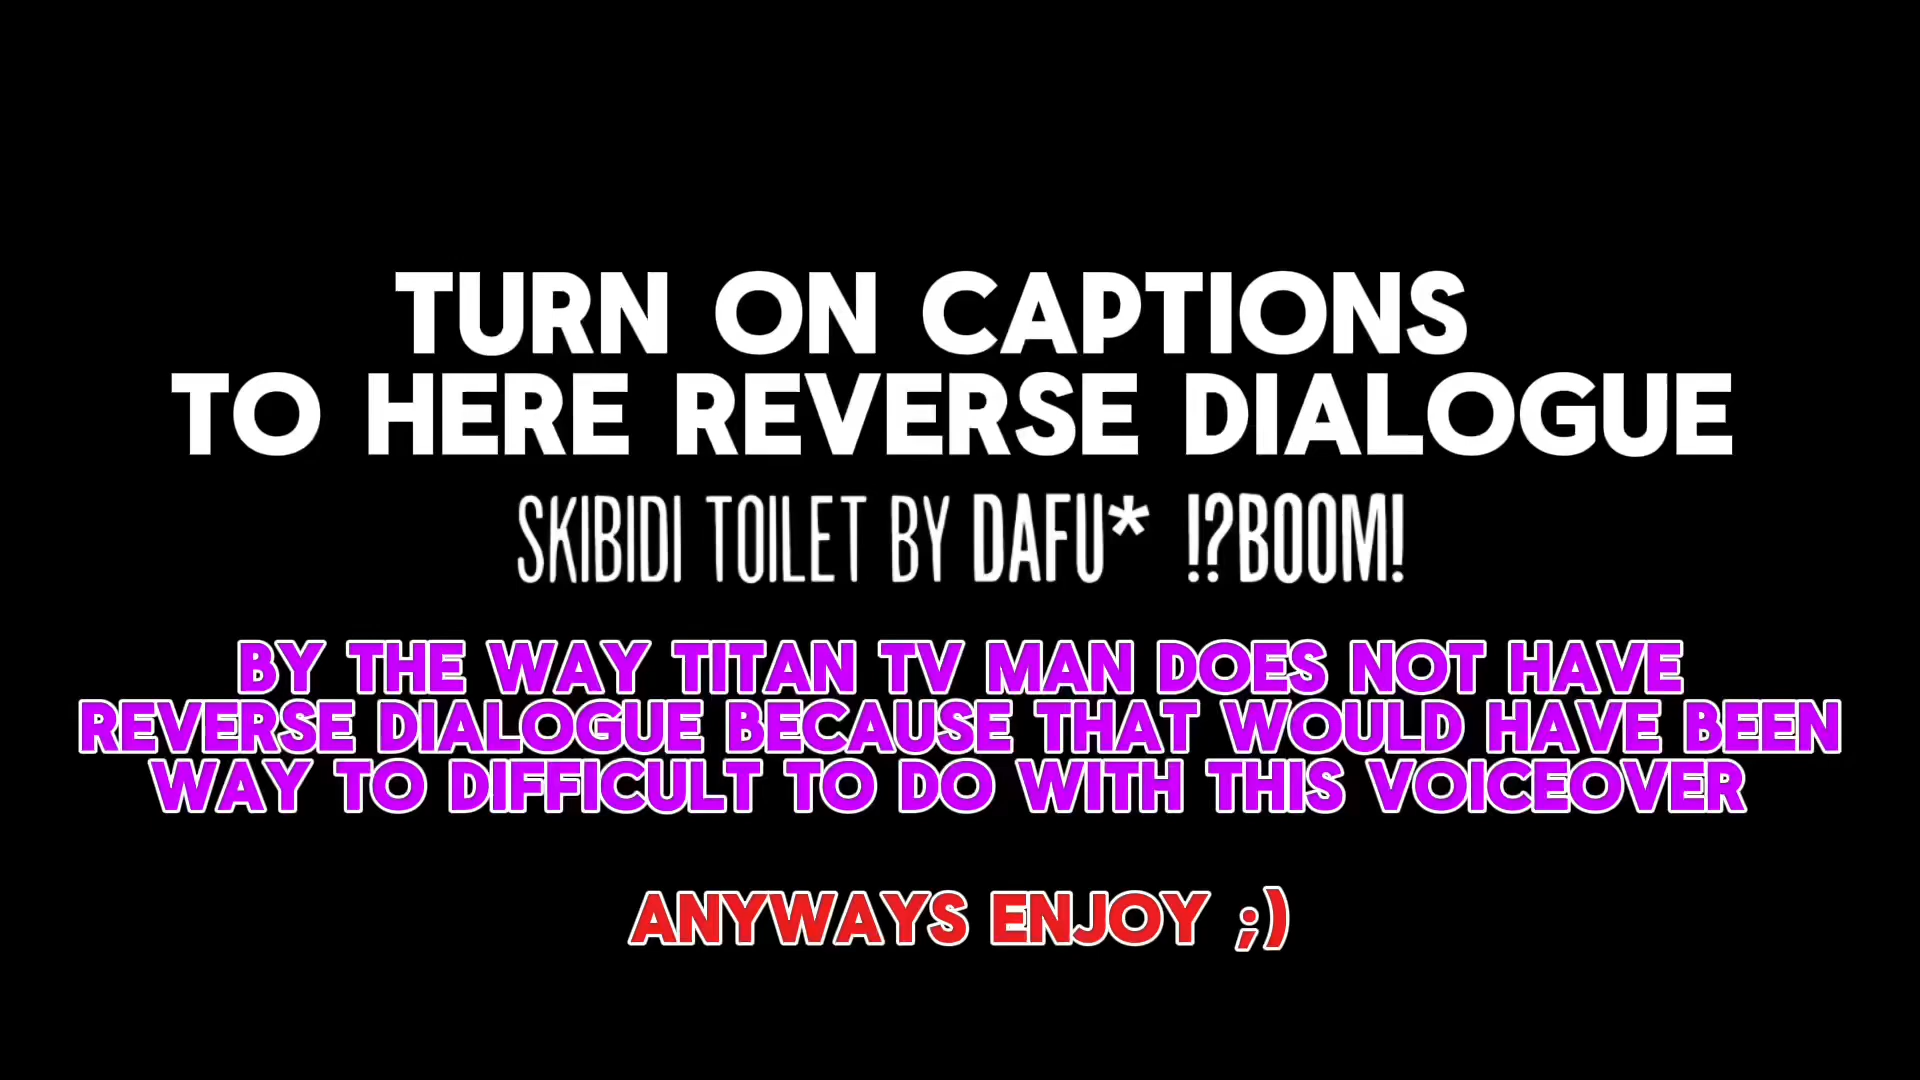 TURN ON CAPTIONS
TO HERE REVERSE DIALOGUE
SKIBIDI TOILET BY DAFU* !?BOOM!
BY THE WAY TITAN TV MAN DOES NOT HAVE
REVERSE DIALOGUE BECAUSE THAT WOULD HAVE BEEN
WAY TO DIFFICULT TO DO WITH THIS VOICEOVER
ANYWAYS ENJOY ;)